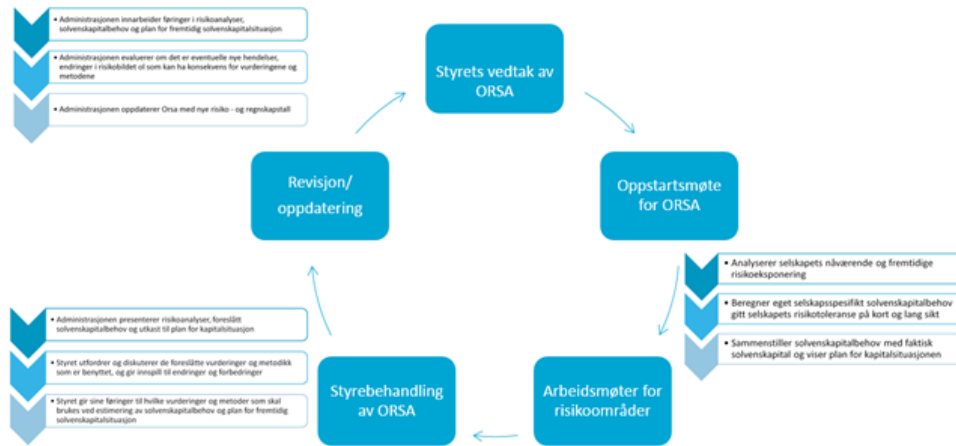 • Administrasjonen innarbeider føringer i risikoanalyser,
solvenskapitalbehov og plan for fremtidig solvenskapitalsituasjon
• Administrasjonen evaluerer om det er eventuelle nye hendelser,
endringer i risikobildet ol som kan ha konsekvens for vurderingene og
metodene
• Administrasjonen oppdaterer Orsa med nye risiko - og regnskapstall
Styrets vedtak av
ORSA
Revisjon/
oppdatering
Oppstartsmøte
for ORSA
• Analyserer selskapets nåværende og fremtidige
risikoeksponering
• Beregner eget selskapsspesifikt solvenskapitalbehov
gitt selskapets risikotoleranse på kort og lang sikt
• Sammenstiller solvenskapitalbehov med faktisk
solvenskapital og viser plan for kapitalsituasjonen
• Administrasjonen presenterer risikoanalyser, foreslått
solvenskapitalbehov og utkast til plan for kapitalsituasjon
• Styret utfordrer og diskuterer de foreslåtte vurderinger og metodikk
som er benyttet, og gir innspill til endringer og forbedringer
• Styret gir sine føringer til hvilke vurderinger og metoder som skal
brukes ved estimering av solvenskapitalbehov og plan for fremtidig
solvenskapitalsituasjon
Styrebehandling
av ORSA
Arbeidsmøter for
risikoområder